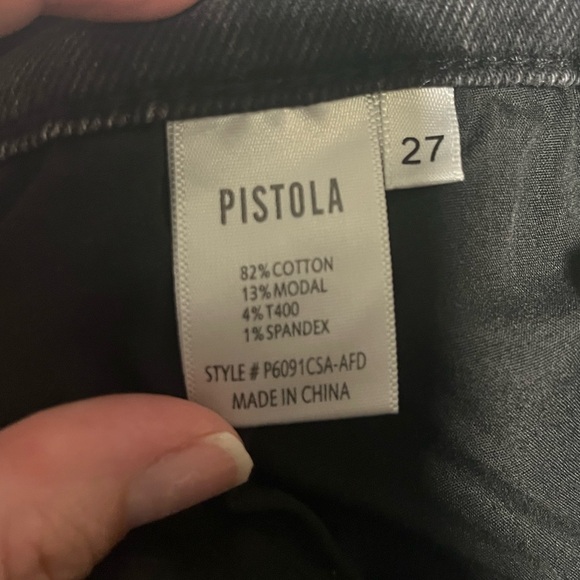 PISTOLA
27
82% COTTON
13% MODAL
4% T400
1% SPANDEX
STYLE # P6091CSA-AFD
MADE IN CHINA